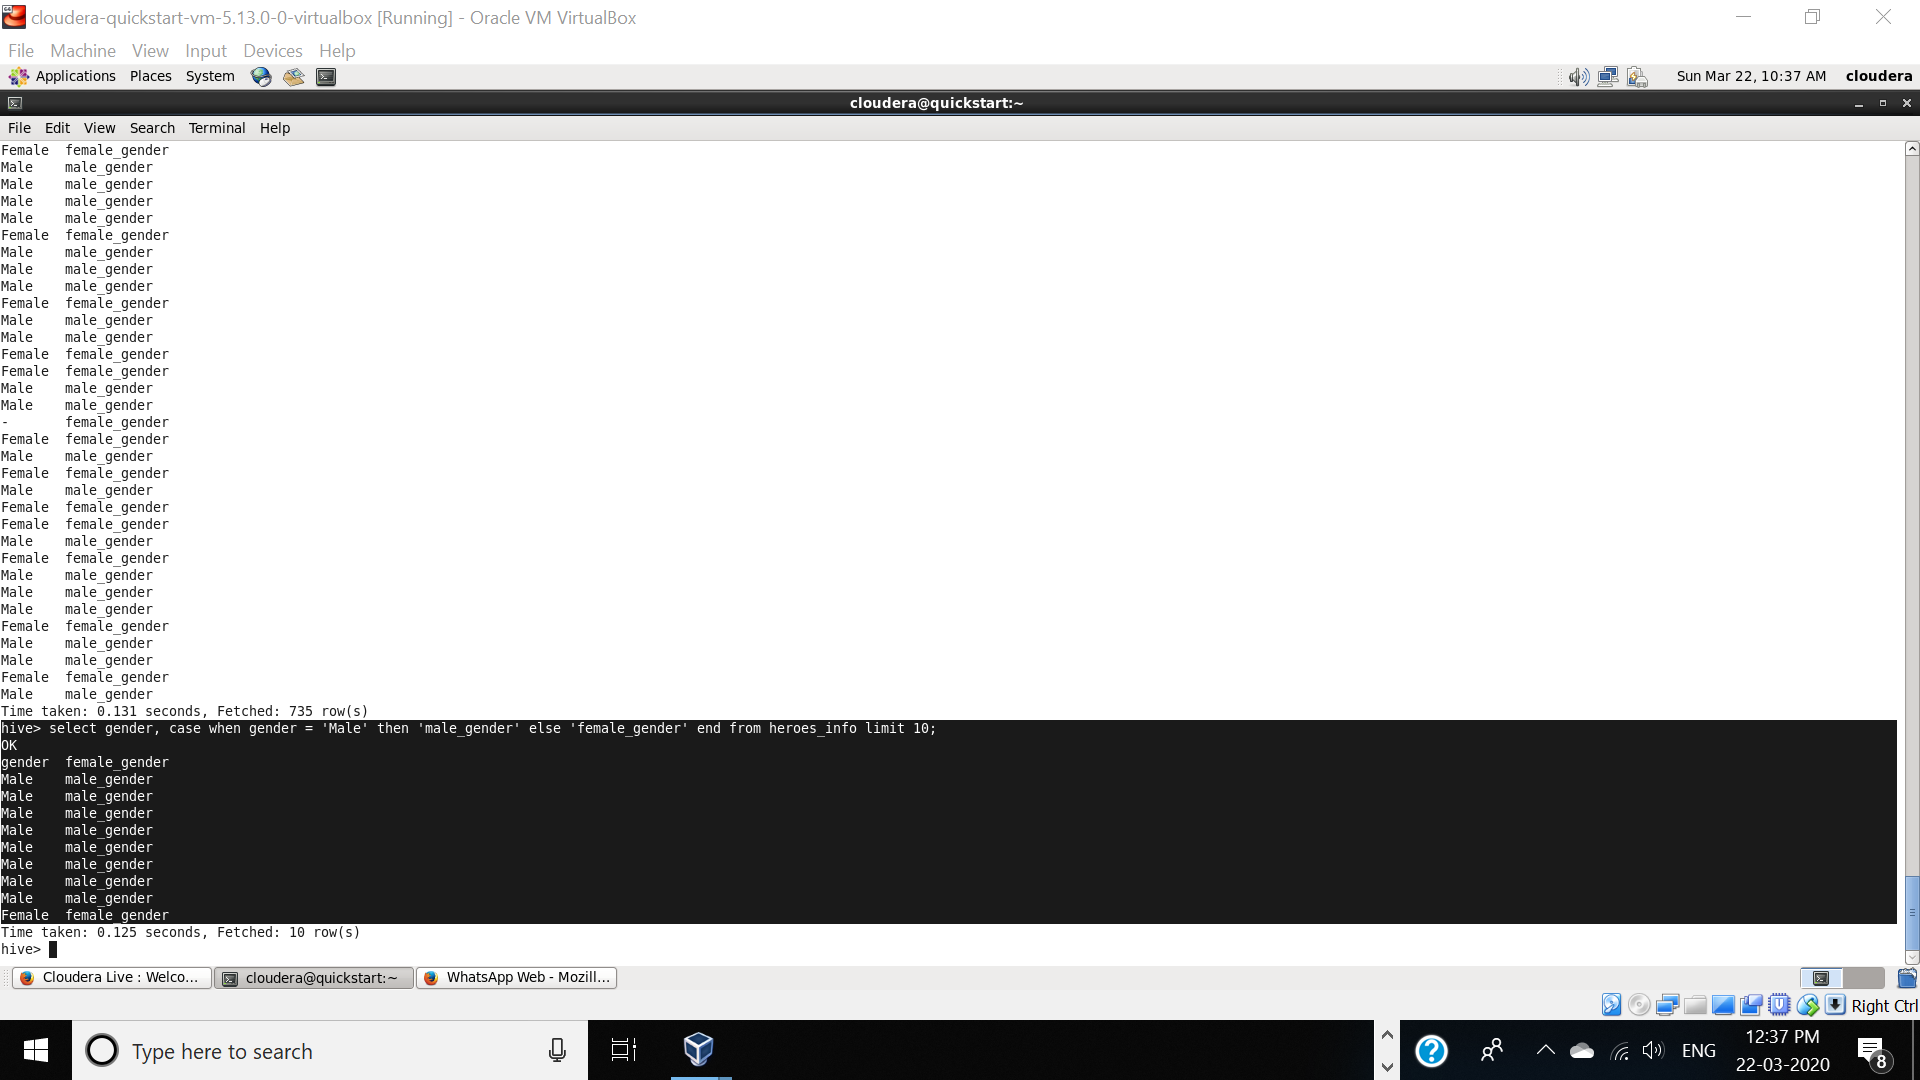 cloudera-quickstart-vm-5.13.0-0-virtualbox [Running] - Oracle VM VirtualBox
File Machine View Input Devices Help
Applications Places System Sun Mar 22, 10:37 AM cloudera
cloudera@quickstart:~
File Edit View Search Terminal Help
Female female_gender
Male male_gender
Male male_gender
Male male_gender
Male male_gender
Female female_gender
Male male_gender
Male male_gender
Male male_gender
Female female_gender
Male male_gender
Male male_gender
Female female_gender
Female female_gender
Male male_gender
Male male_gender
- female_gender
Female female_gender
Male male_gender
Female female_gender
Male male_gender
Female female_gender
Female female_gender
Male male_gender
Female female_gender
Male male_gender
Male male_gender
Male male_gender
Female female_gender
Male male_gender
Male male_gender
Female female_gender
Male male_gender
Time taken: 0.131 seconds, Fetched: 735 row(s)
hive> select gender, case when gender = 'Male' then 'male_gender' else 'female_gender' end from heroes_info limit 10;
OK
gender female_gender
Male male_gender
Male male_gender
Male male_gender
Male male_gender
Male male_gender
Male male_gender
Male male_gender
Male male_gender
Female female_gender
Time taken: 0.125 seconds, Fetched: 10 row(s)
hive>
Cloudera Live : Welco... cloudera@quickstart:~ WhatsApp Web - Mozill...
Right Ctrl
Type here to search ENG 12:37 PM
22-03-2020 8